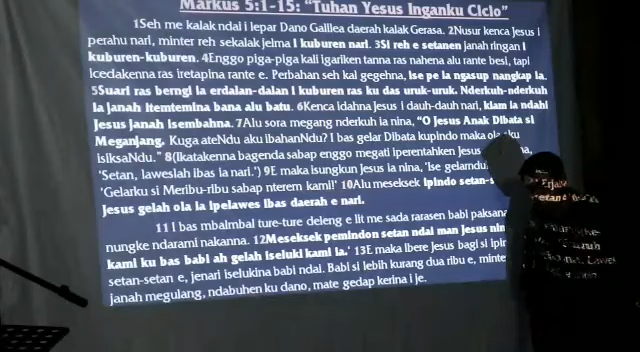 Markus 5:1-15: “Tuhan Yesus Inganku Cicio”
1Seh me kalak ndai i lepar Dano Galilea daerah kalak Gerasa. 2Nusur kenca Jesus i
perahu nari, minter reh sekalak jelma i kuburen nari. 3Si reh e setanen janah ringan i
kuburen-kuburen. 4Enggo piga-piga kali igariken tanna ras nahena alu rante besi, tapi
icedakenna ras iretapina rante e. Perbahan seh kal gegehna, ise pe la ngasup nangkap ia.
5Suari ras berngi ia erdalan-dalan i kuburen ras ku das uruk-uruk. Nderkuh-nderkuh
ia janah itemtemina bana alu batu. 6Kenca idahna Jesus i dauh-dauh nari, kiam ia ndahi
Jesus janah isembahna. 7Alu sora megang nderkuh ia nina, “O Jesus Anak Dibata si
Meganjang, Kuga ateNdu aku ibahanNdu? I bas gelar Dibata kupindo maka ola aku
isiksaNdu.” 8(Ikatakenna bagenda sabap enggo megati iperentahken Jesus
‘Setan, laweslah ibas ia nari.’) 9E maka isungkun Jesus ia nina, ‘Ise gelarndu
‘Gelarku si Meribu-ribu sabap nterem kami!’ 10Alu meseksek ipindo setan-s
Jesus gelah ola ia ipelawes ibas daerah e nari.
11I bas mbalmbal ture-ture deleng e lit me sada rarasen babi paksana
nungke ndarami nakanna. 12Meseksek pemindon setan ndai man Jesus nin
kami ku bas babi ah gelah iseluki kami ia.’ 13E maka ibere Jesus bagi si ipin
setan-setan e, jenari iselukina babi ndai. Babi si lebih kurang dua ribu e, minte
janah megulang, ndabuhen ku dano, mate gedap kerina i je.